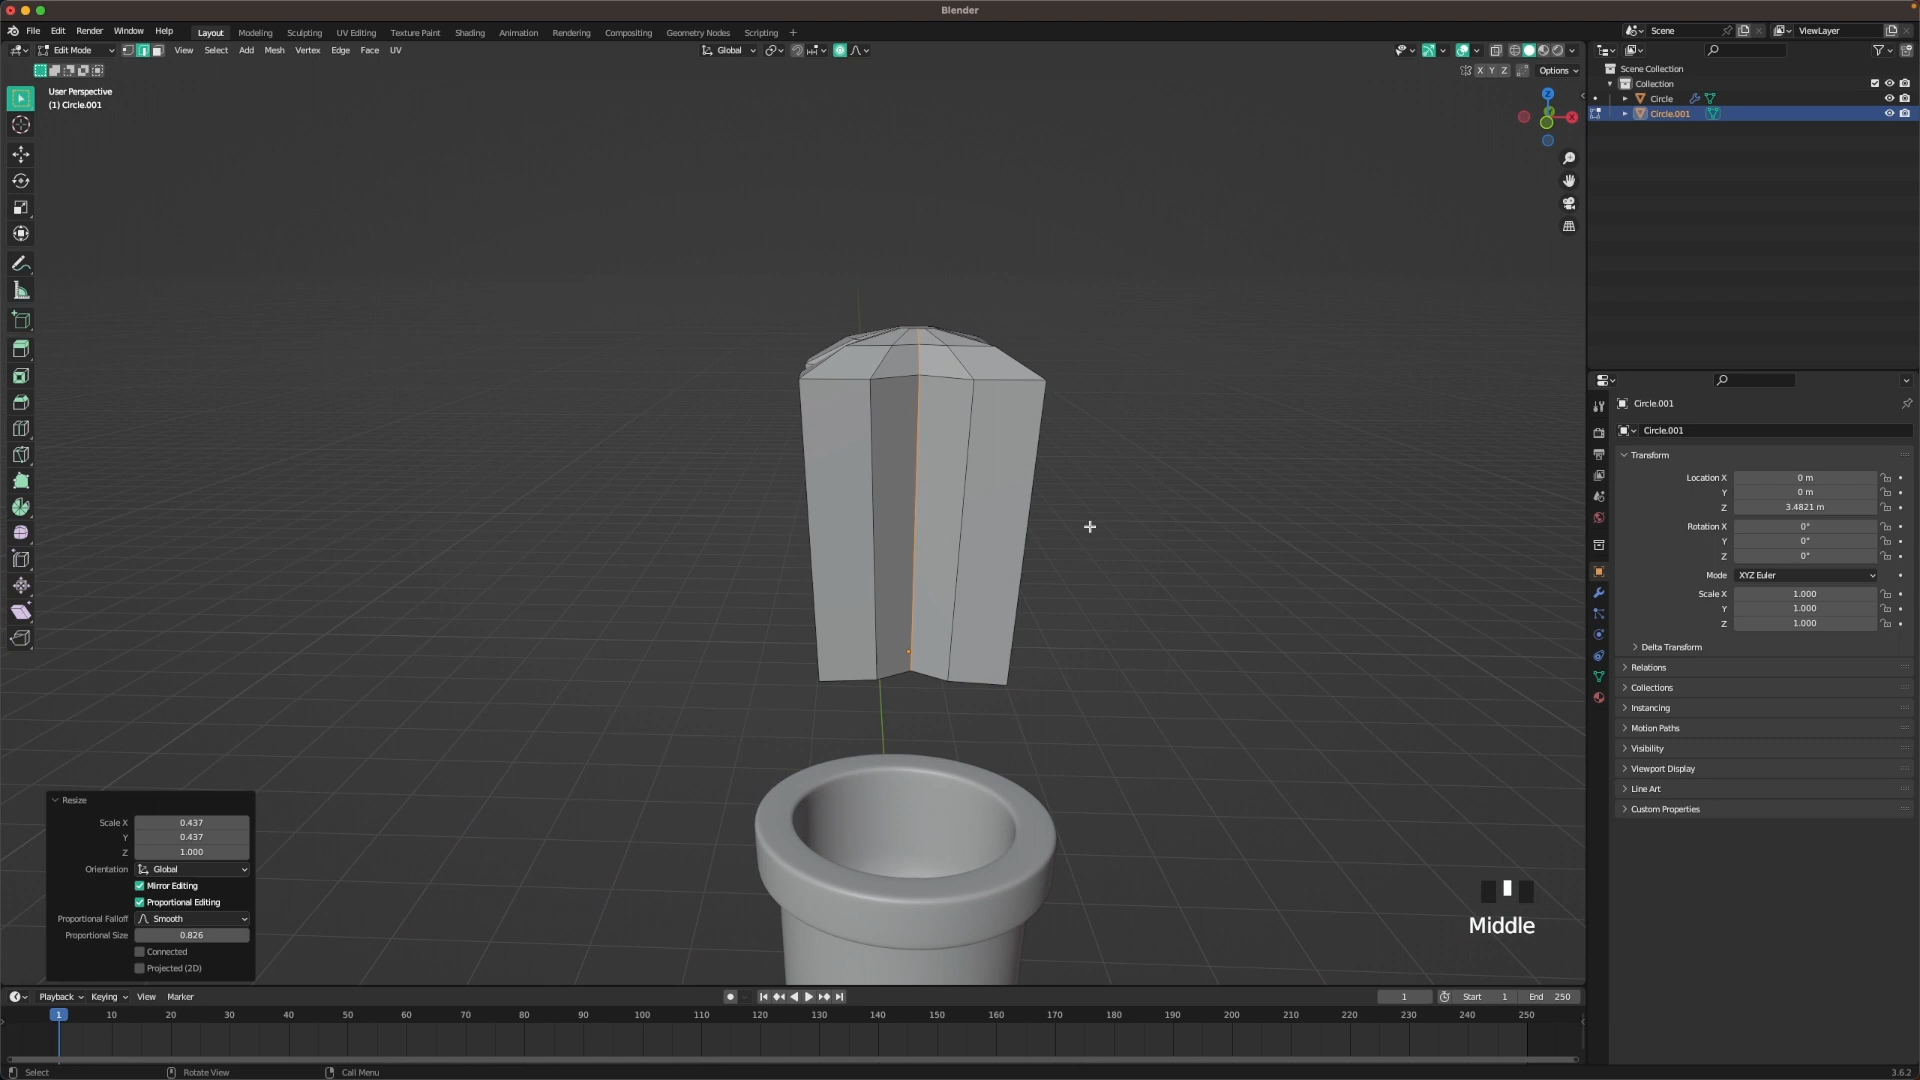 Blender
File Edit Render Window Help Layout Modeling Sculpting UV Editing Texture Paint Shading Animation Rendering Compositing Geometry Nodes Scripting + Scene ViewLayer
Edit Mode View Select Add Mesh Vertex Edge Face UV Global
X Y Z Options
User Perspective
(1) Circle.001
Z
X
Scene Collection
Collection
Circle
Circle.001
Circle.001
Circle.001
Transform
Location X 0 m
Y 0 m
Z 3.4821 m
Rotation X 0°
Y 0°
Z 0°
Mode XYZ Euler
Scale X 1.000
Y 1.000
Z 1.000
Delta Transform
Relations
Collections
Instancing
Motion Paths
Visibility
Viewport Display
Line Art
Custom Properties
Resize
Scale X 0.437
Y 0.437
Z 1.000
Orientation Global
Mirror Editing
Proportional Editing
Proportional Falloff Smooth
Proportional Size 0.826
Connected
Projected (2D)
Middle
Playback Keying View Marker 1 Start 1 End 250
1 10 20 30 40 50 60 70 80 90 100 110 120 130 140 150 160 170 180 190 200 210 220 230 240 250
Select Rotate View Call Menu 3.6.2